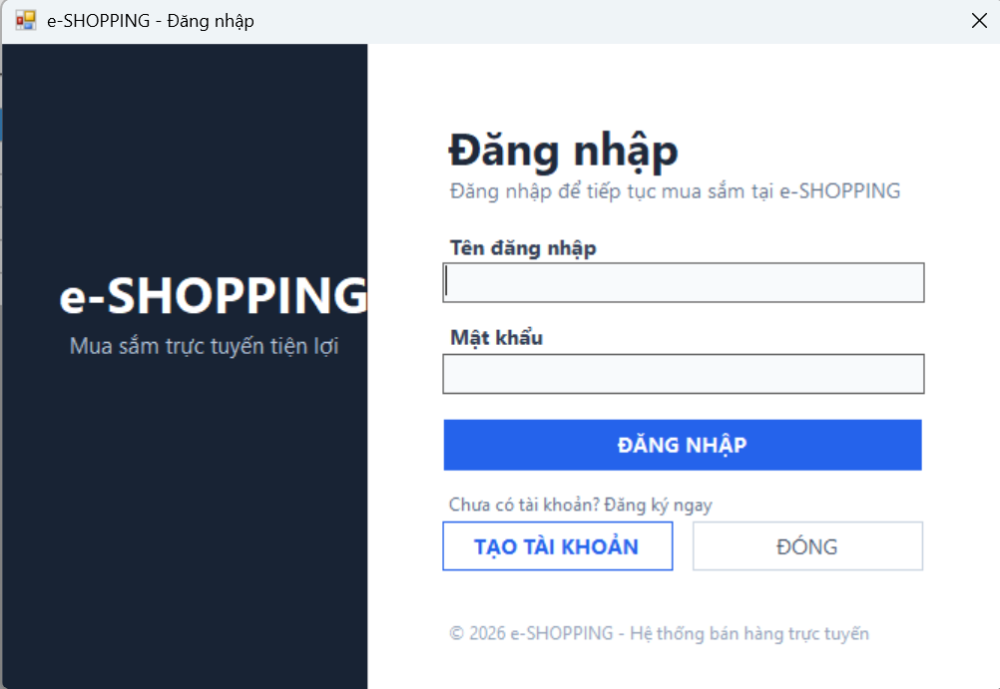 e-SHOPPING - Đăng nhập
e-SHOPPING
Mua sắm trực tuyến tiện lợi
Đăng nhập
Đăng nhập để tiếp tục mua sắm tại e-SHOPPING
Tên đăng nhập
Mật khẩu
ĐĂNG NHẬP
Chưa có tài khoản? Đăng ký ngay
TẠO TÀI KHOẢN
ĐÓNG
© 2026 e-SHOPPING - Hệ thống bán hàng trực tuyến